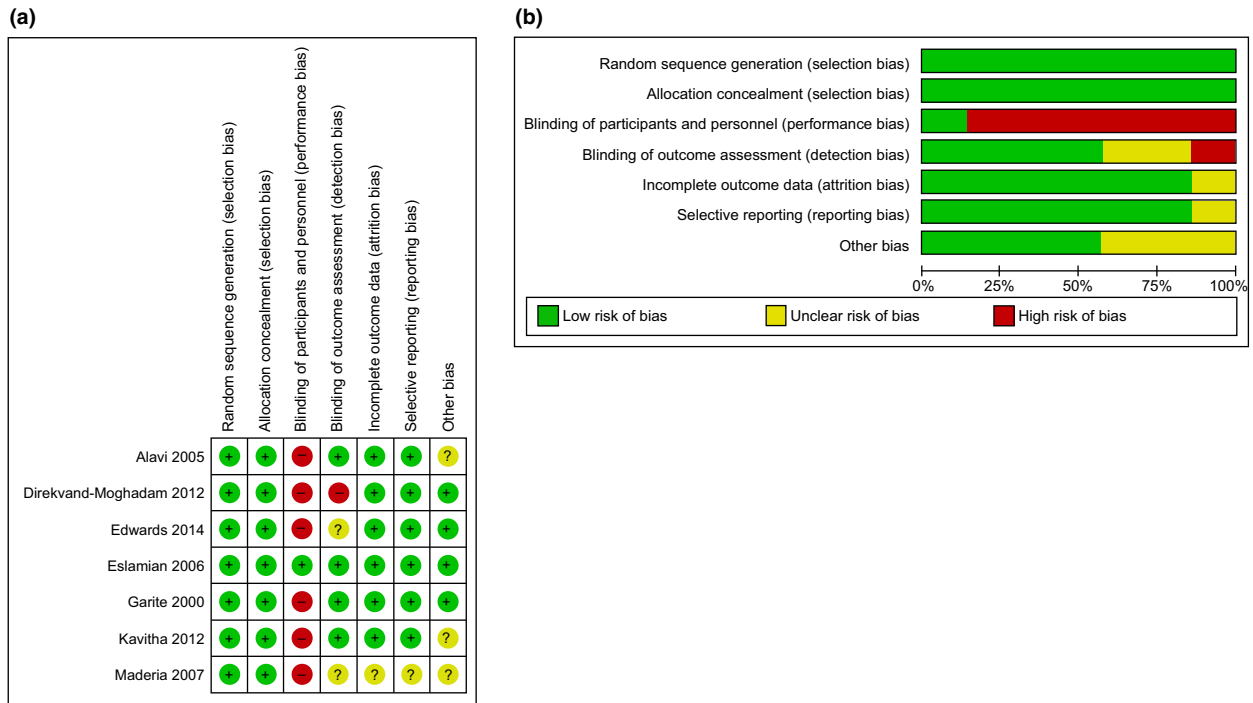 (a)
Random sequence generation (selection bias)
Allocation concealment (selection bias)
Blinding of participants and personnel (performance bias)
Blinding of outcome assessment (detection bias)
Incomplete outcome data (attrition bias)
Selective reporting (reporting bias)
Other bias
Alavi 2005 + + – + + + ?
Direkvand-Moghadam 2012 + + – – + + +
Edwards 2014 + + – ? + + +
Eslamian 2006 + + + + + + +
Garite 2000 + + – + + + +
Kavitha 2012 + + – + + + ?
Maderia 2007 + + – ? ? ? ?
(b)
Random sequence generation (selection bias)
Allocation concealment (selection bias)
Blinding of participants and personnel (performance bias)
Blinding of outcome assessment (detection bias)
Incomplete outcome data (attrition bias)
Selective reporting (reporting bias)
Other bias
0% 25% 50% 75% 100%
Low risk of bias Unclear risk of bias High risk of bias